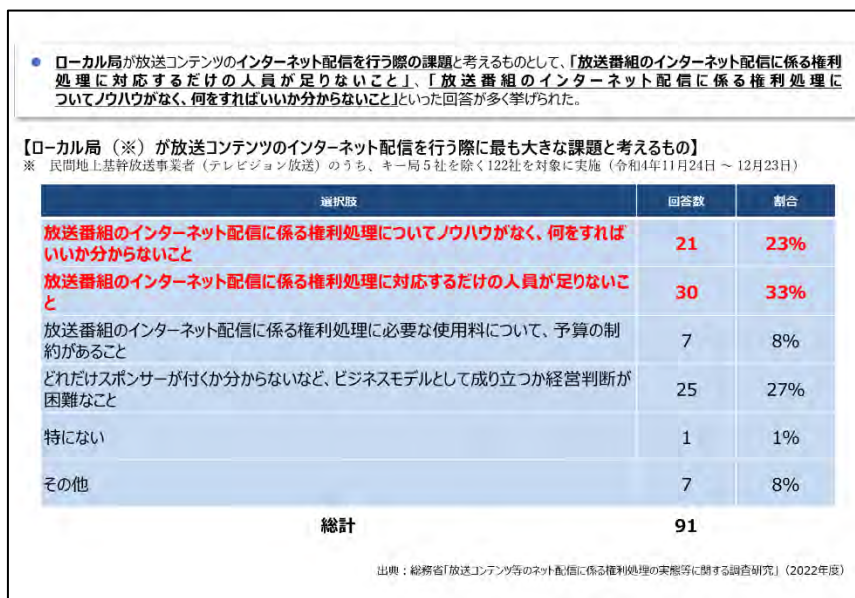 ● ローカル局が放送コンテンツのインターネット配信を行う際の課題と考えるものとして、「放送番組のインターネット配信に係る権利
処理に対応するだけの人員が足りないこと」、「放送番組のインターネット配信に係る権利処理に
ついてノウハウがなく、何をすればいいか分からないこと」といった回答が多く挙げられた。
【ローカル局（※）が放送コンテンツのインターネット配信を行う際に最も大きな課題と考えるもの】
※ 民間地上基幹放送事業者（テレビジョン放送）のうち、キー局５社を除く122社を対象に実施（令和4年11月24日 ～ 12月23日）
選択肢 回答数 割合
放送番組のインターネット配信に係る権利処理についてノウハウがなく、何をすれば
いいか分からないこと 21 23%
放送番組のインターネット配信に係る権利処理に対応するだけの人員が足りないこ
と 30 33%
放送番組のインターネット配信に係る権利処理に必要な使用料について、予算の制
約があること 7 8%
どれだけスポンサーが付くか分からないなど、ビジネスモデルとして成り立つか経営判断が
困難なこと 25 27%
特にない 1 1%
その他 7 8%
総計 91
出典：総務省「放送コンテンツ等のネット配信に係る権利処理の実態等に関する調査研究」（2022年度）